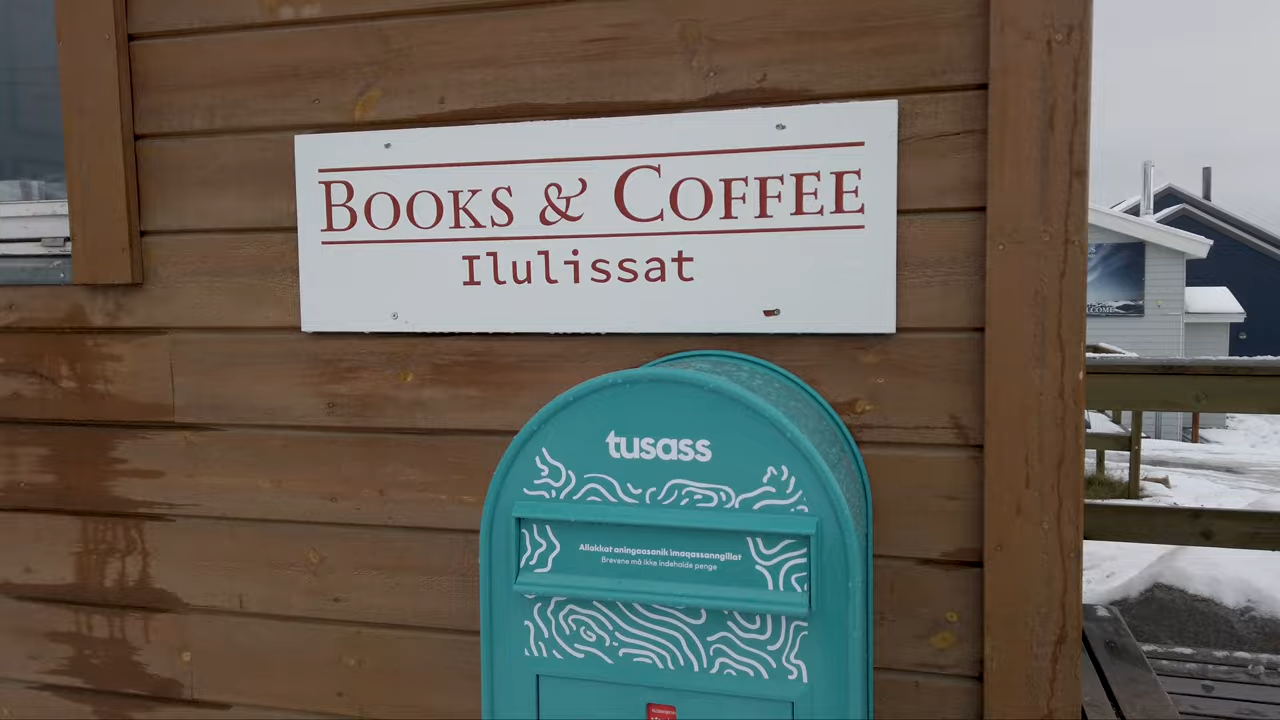 BOOKS & COFFEE
Ilulissat
tusass
Allakkat aningaasanik imaqassanngillat
Brevene må ikke indeholde penge